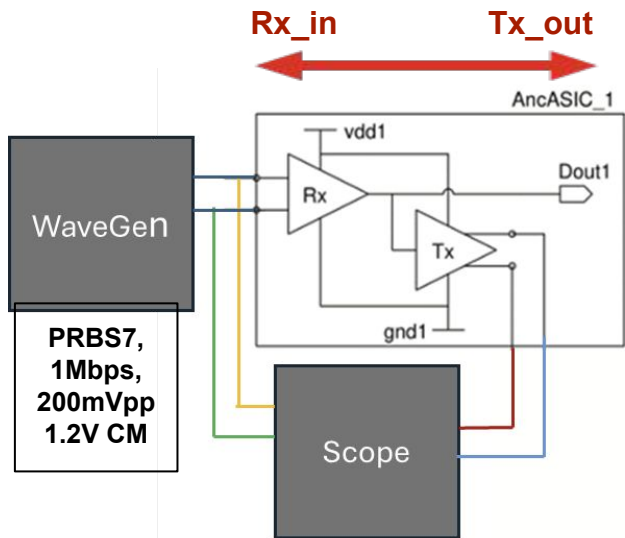 Rx_in
Tx_out
AncASIC_1
vdd1
Dout1
Rx
WaveGen
Tx
gnd1
PRBS7,
1Mbps,
200mVpp
1.2V CM
Scope